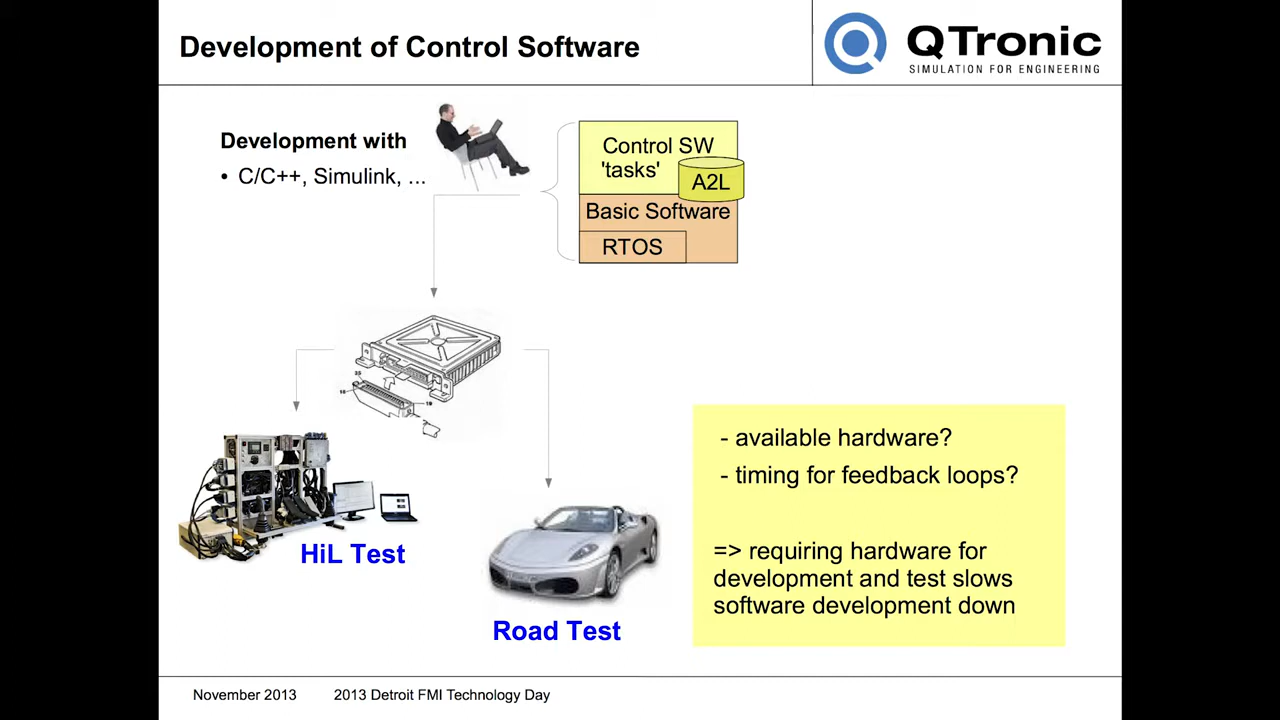 Development of Control Software
QTronic
SIMULATION FOR ENGINEERING
Development with
• C/C++, Simulink, ...
Control SW
'tasks'
A2L
Basic Software
RTOS
HiL Test
Road Test
- available hardware?
- timing for feedback loops?
=> requiring hardware for
development and test slows
software development down
November 2013
2013 Detroit FMI Technology Day